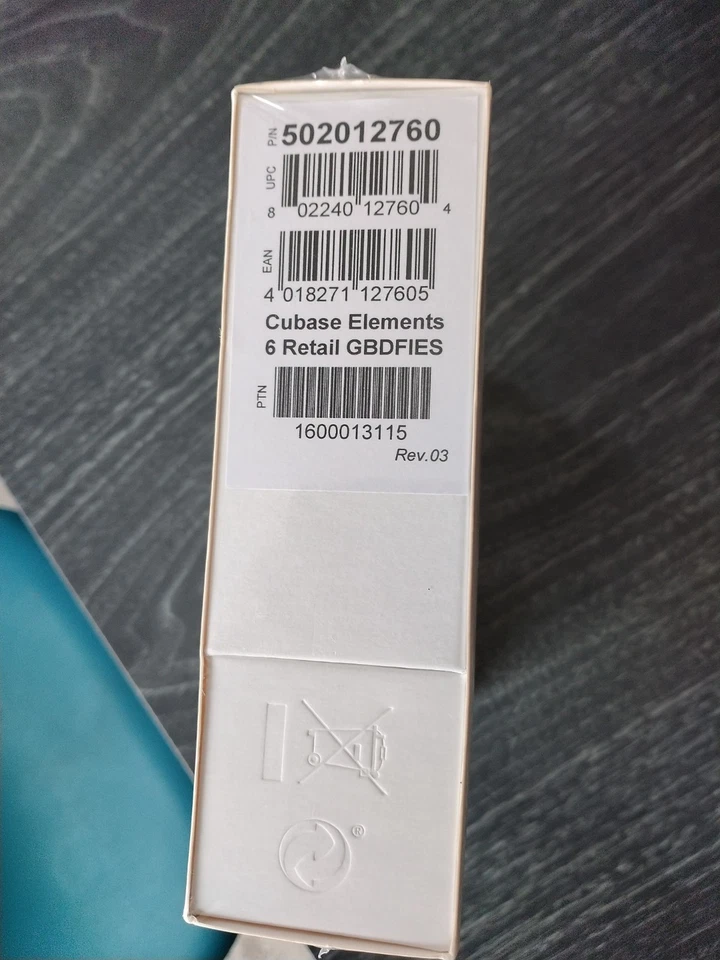 P/N 502012760
UPC
8 02240 12760 4
EAN
4 018271 127605
Cubase Elements
6 Retail GBDFIES
PTN
1600013115
Rev.03
®